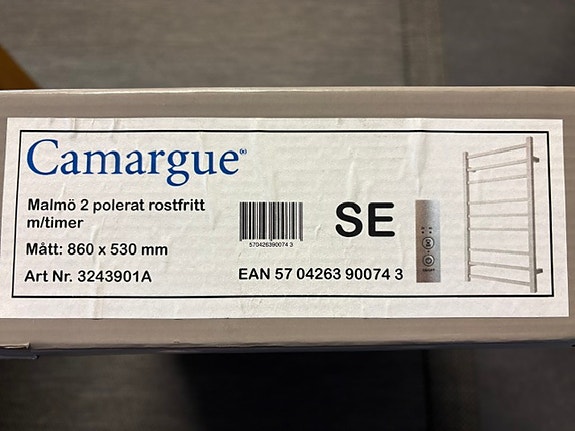 Camargue®
Malmö 2 polerat rostfritt
m/timer
Mått: 860 x 530 mm
Art Nr. 3243901A
570426390074 3
SE
EAN 57 04263 90074 3